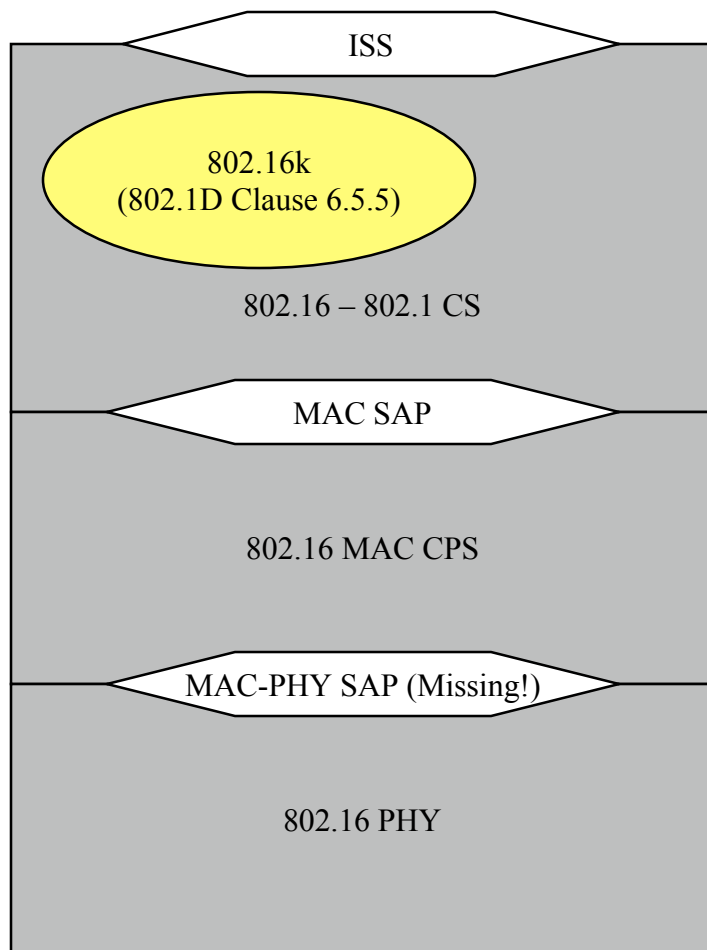 ISS
802.16k
(802.1D Clause 6.5.5)
802.16 – 802.1 CS
MAC SAP
802.16 MAC CPS
MAC-PHY SAP (Missing!)
802.16 PHY